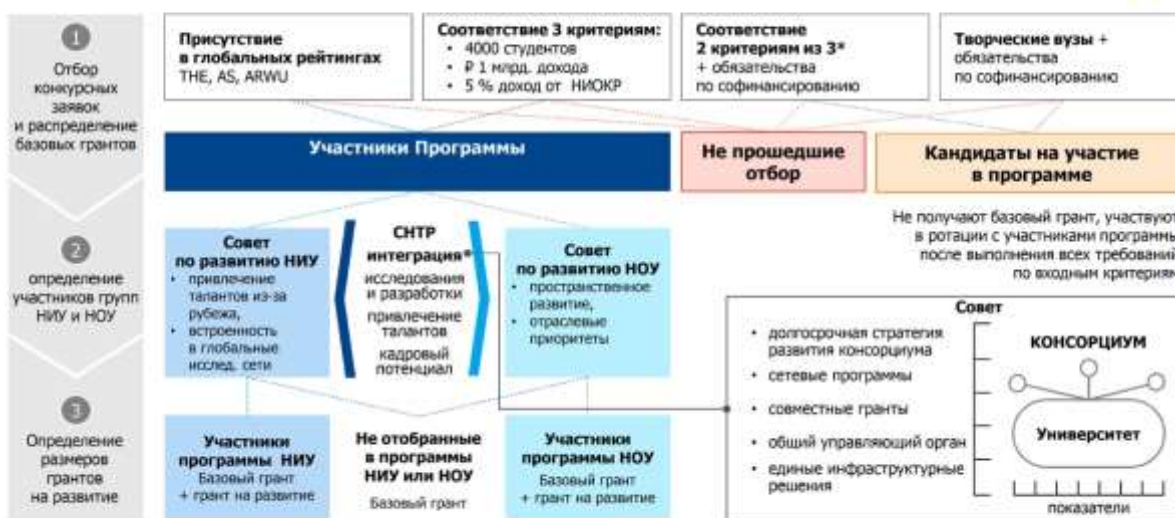 1
Отбор
конкурсных
заявок
и распределение
базовых грантов
Присутствие
в глобальных рейтингах
THE, AS, ARWU
Соответствие 3 критериям:
• 4000 студентов
• ₽ 1 млрд. дохода
• 5 % доход от НИОКР
Соответствие
2 критериям из 3*
+ обязательства
по софинансированию
Творческие вузы +
обязательства
по софинансированию
Участники Программы
Не прошедшие
отбор
Кандидаты на участие
в программе
Не получают базовый грант, участвуют
в ротации с участниками программы
после выполнения всех требований
по входным критериям
2
определение
участников групп
НИУ и НОУ
Совет
по развитию НИУ
• привлечение
талантов из-за
рубежа,
• встроенность
в глобальные
исслед. сети
СНТР
интеграция*
исследования
и разработки
привлечение
талантов
кадровый
потенциал
Совет
по развитию НОУ
• пространственное
развитие,
• отраслевые
приоритеты
3
Определение
размеров
грантов
на развитие
Участники
программы НИУ
Базовый грант
+ грант на развитие
Не отобранные
в программы
НИУ или НОУ
Базовый грант
Участники
программы НОУ
Базовый грант
+ грант на развитие
Совет
• долгосрочная стратегия
развития консорциума
• сетевые программы
• совместные гранты
• общий управляющий орган
• единые инфраструктурные
решения
КОНСОРЦИУМ
Университет
показатели